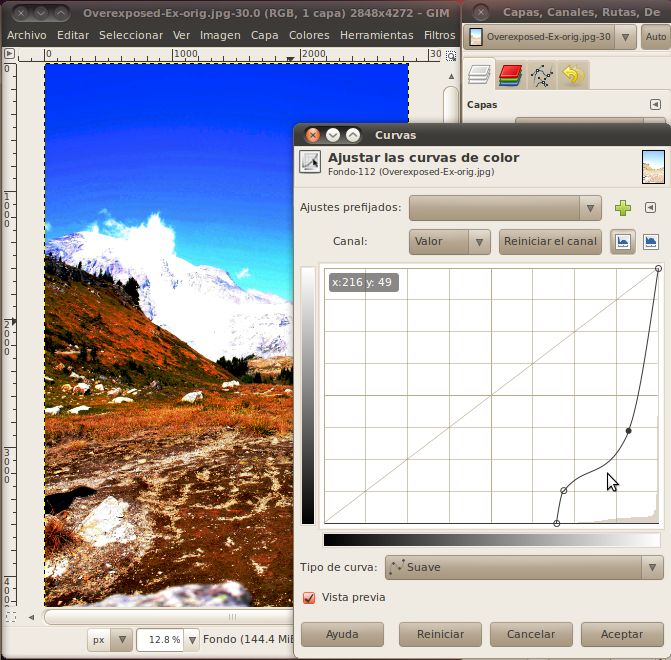 Overexposed-Ex-orig.jpg-30.0 (RGB, 1 capa) 2848x4272 – GIM
Capas, Canales, Rutas, De
Archivo Editar Seleccionar Ver Imagen Capa Colores Herramientas Filtros
Overexposed-Ex-orig.jpg-30
Auto
0 1000 2000 30
0
1000
2000
3000
4000
Capas
Curvas
Ajustar las curvas de color
Fondo-112 (Overexposed-Ex-orig.jpg)
Ajustes prefijados:
Canal: Valor Reiniciar el canal
x:216 y: 49
Tipo de curva: Suave
Vista previa
px 12.8 % Fondo (144.4 MiB
Ayuda Reiniciar Cancelar Aceptar